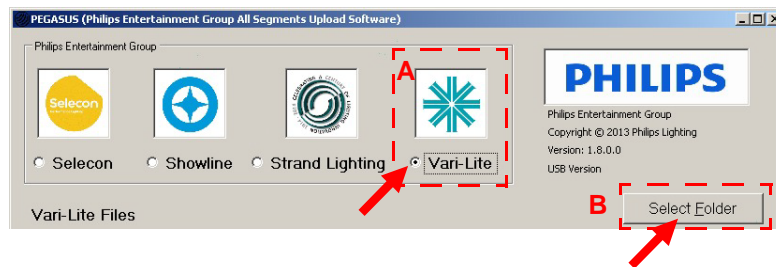 PEGASUS (Philips Entertainment Group All Segments Upload Software)
Philips Entertainment Group
A
Selecon
PHILIPS
Philips Entertainment Group
Copyright © 2013 Philips Lighting
Version: 1.8.0.0
USB Version
Selecon Showline Strand Lighting Vari-Lite
B
Select Folder
Vari-Lite Files